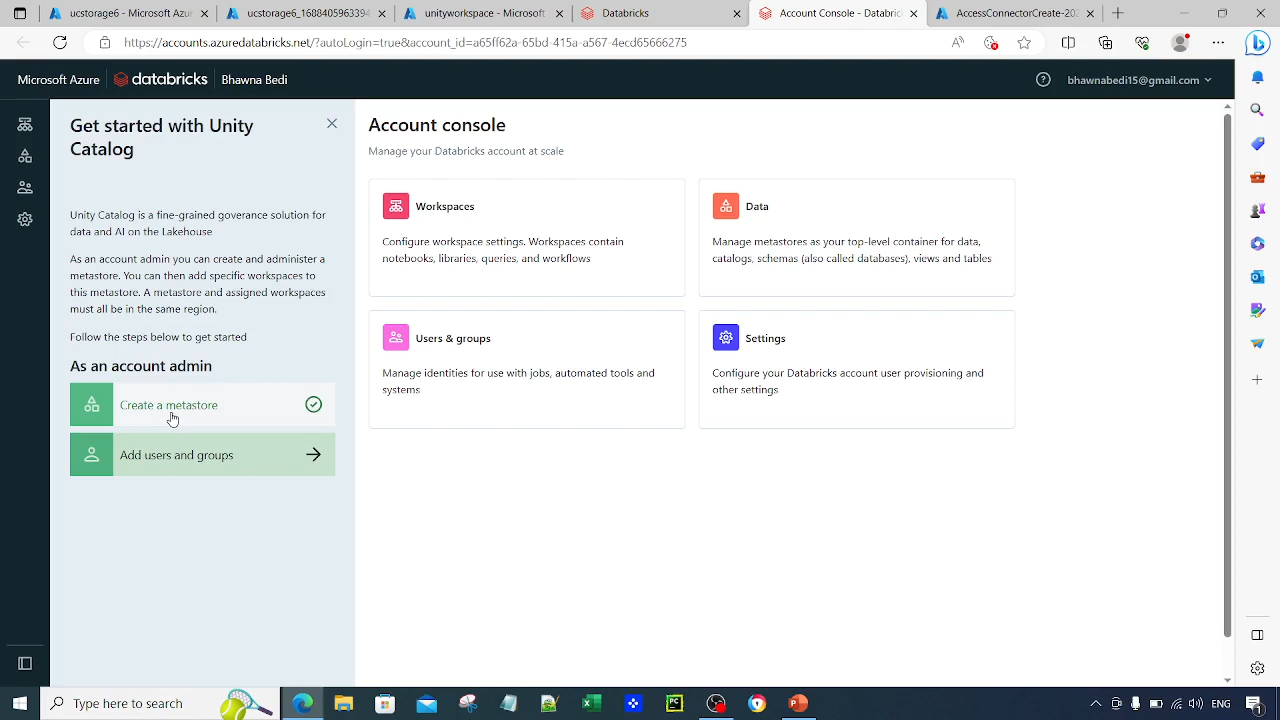 ucstorage6 - Microsoft Azur
ucstorage6_1688405963394
unityworkspace - Microsoft
Databricks
Account Console - Databric
AccessConnectorCreate-202
https://accounts.azuredatabricks.net/?autoLogin=true&account_id=a65ff62a-65bd-415a-a567-4ecd65666275
Microsoft Azure
databricks
Bhawna Bedi
bhawnabedi15@gmail.com
Get started with Unity
Catalog
Unity Catalog is a fine-grained governance solution for
data and AI on the Lakehouse
As an account admin you can create and administer a
metastore. You can then add specific workspaces to
this metastore. A metastore and assigned workspaces
must all be in the same region.
Follow the steps below to get started
As an account admin
Create a metastore
Add users and groups
Account console
Manage your Databricks account at scale
Workspaces
Configure workspace settings. Workspaces contain
notebooks, libraries, queries, and workflows
Data
Manage metastores as your top-level container for data,
catalogs, schemas (also called databases), views and tables
Users & groups
Manage identities for use with jobs, automated tools and
systems
Settings
Configure your Databricks account user provisioning and
other settings
Type here to search
ENG